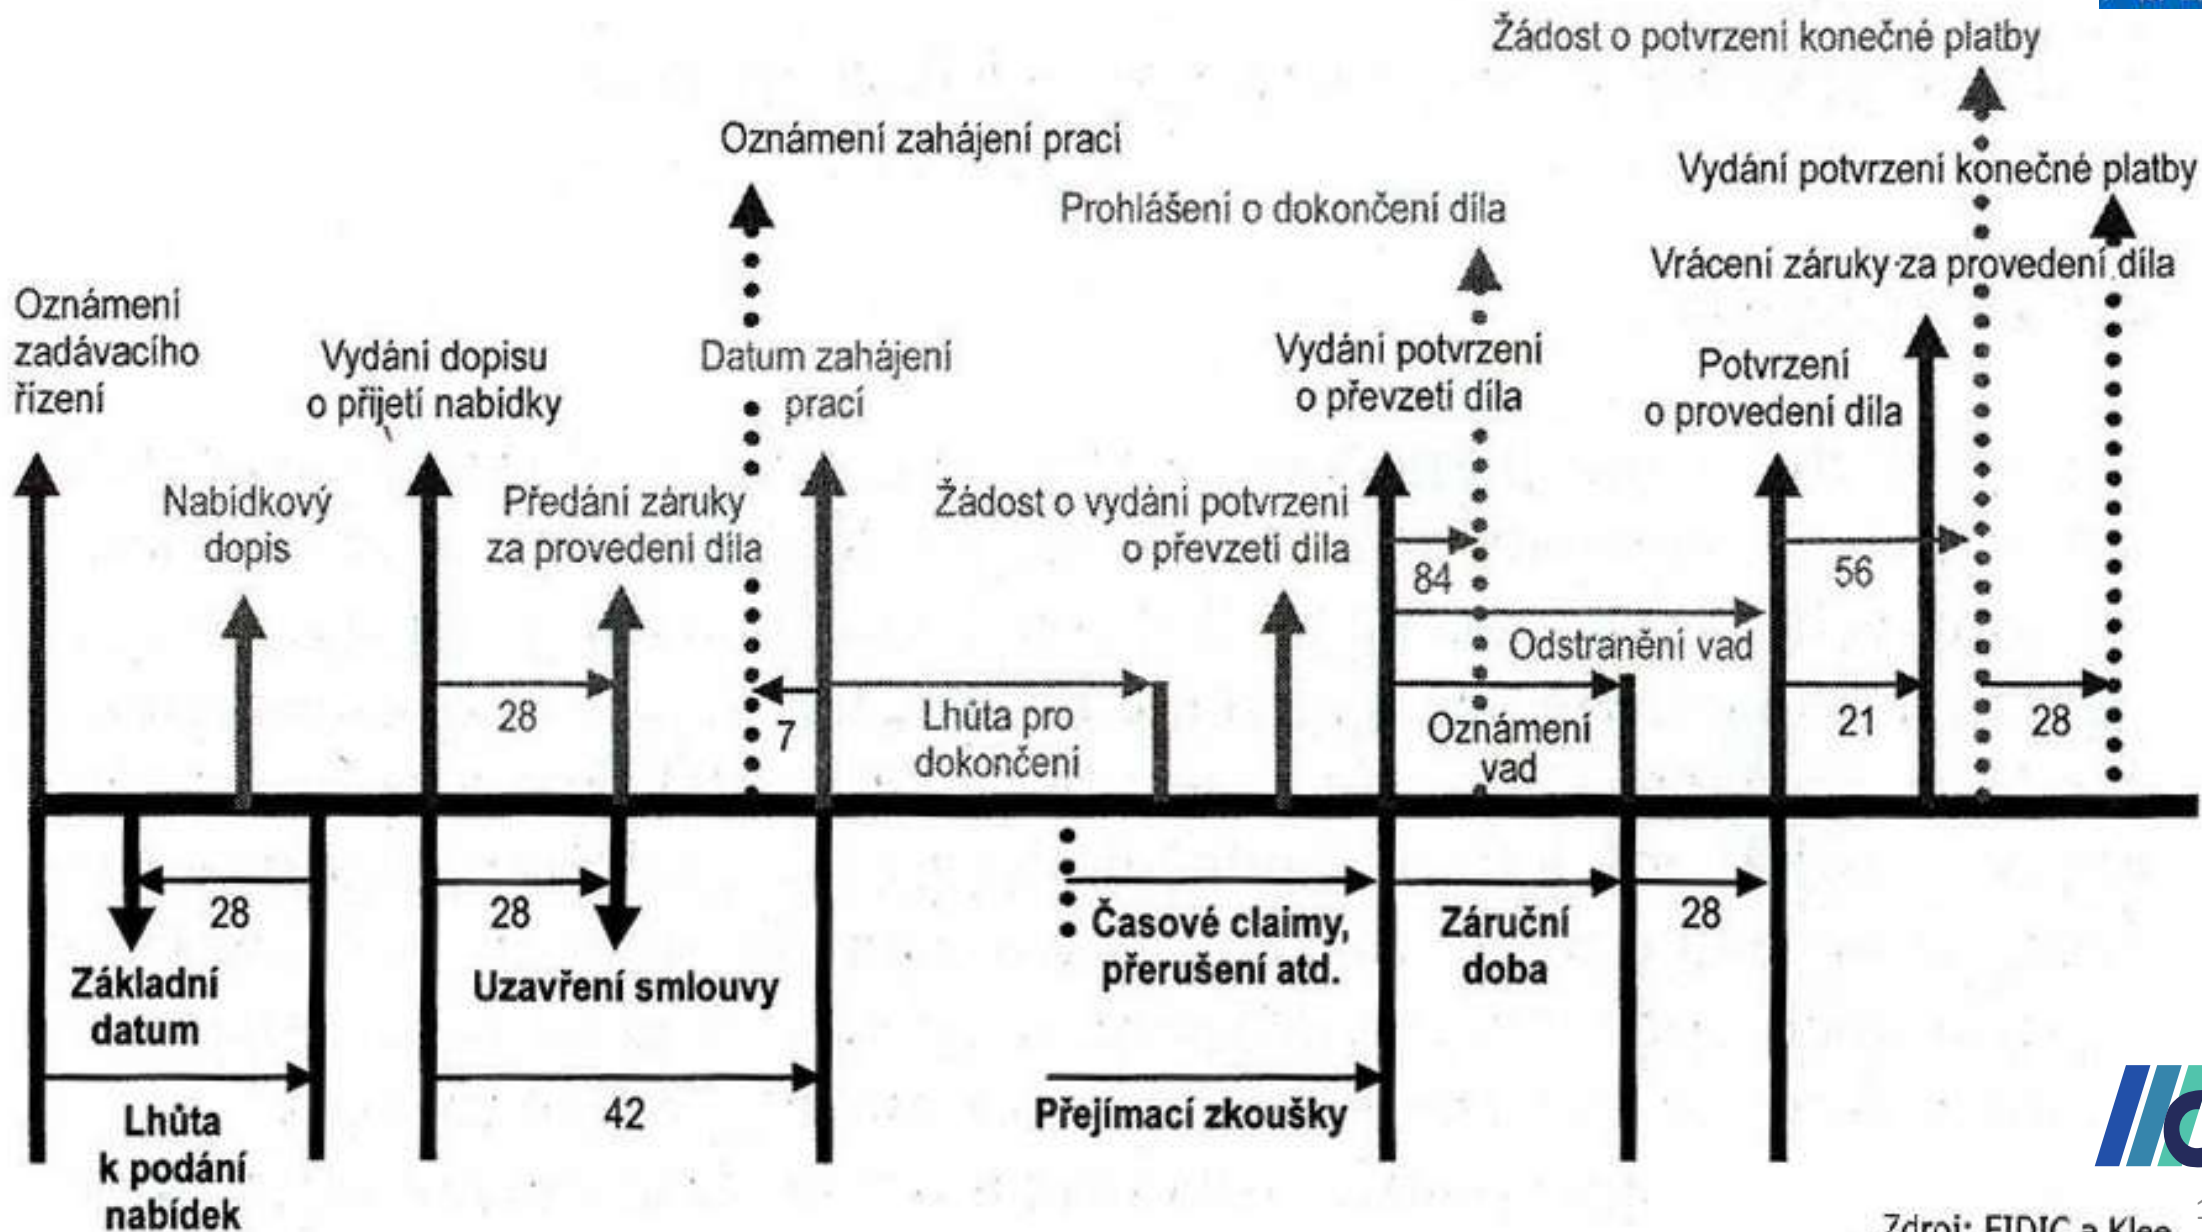 Žádost o potvrzení konečné platby
Oznámení zahájení prací
Vydání potvrzení konečné platby
Prohlášení o dokončení díla
Vrácení záruky za provedení díla
Oznámení
zadávacího
řízení
Vydání dopisu
o přijetí nabídky
Datum zahájení
prací
Vydání potvrzení
o převzetí díla
Potvrzení
o provedení díla
Nabídkový
dopis
Předání záruky
za provedení díla
Žádost o vydání potvrzení
o převzetí díla
84
56
Odstranění vad
28
7
Lhůta pro
dokončení
Oznámení
vad
21
28
28
28
Časové claimy,
přerušení atd.
Záruční
doba
28
Základní
datum
Uzavření smlouvy
42
Přejímací zkoušky
Lhůta
k podání
nabídek
Zdroj: FIDIC a Klee